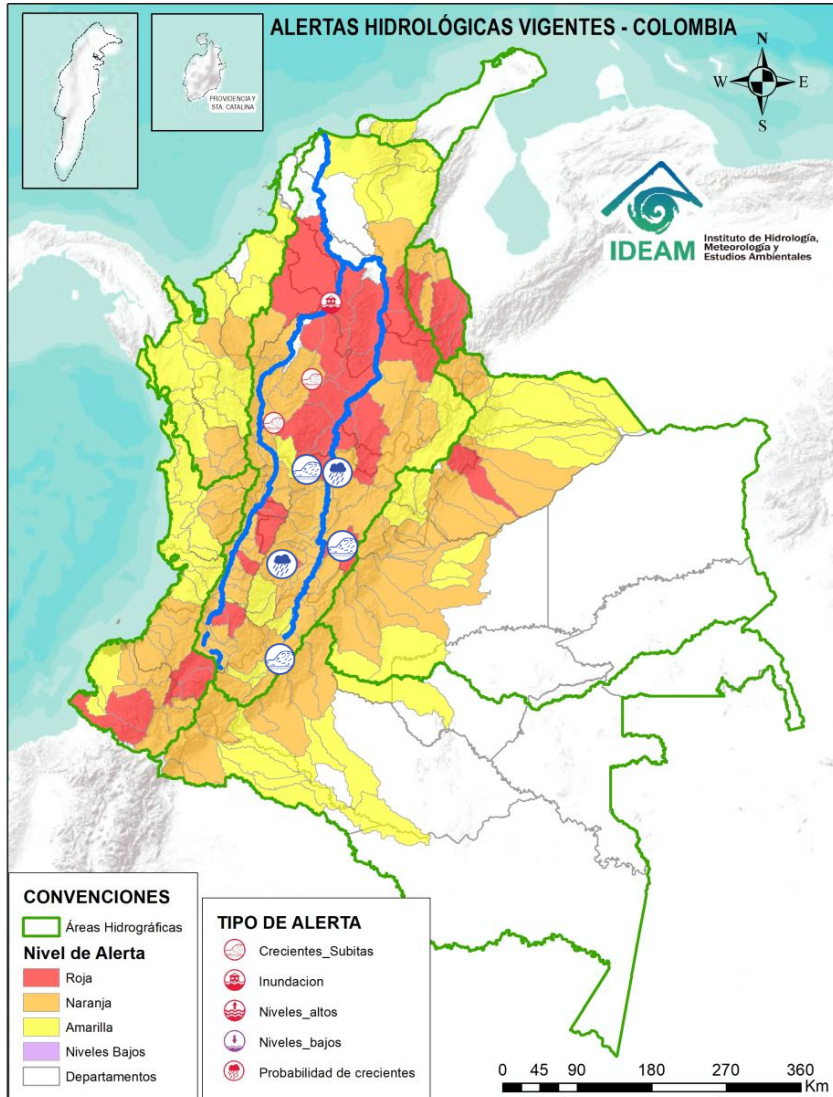 ALERTAS HIDROLÓGICAS VIGENTES - COLOMBIA
PROVIDENCIA Y
STA. CATALINA
N
W
E
S
IDEAM
Instituto de Hidrología,
Meteorología y
Estudios Ambientales
CONVENCIONES
Áreas Hidrográficas
Nivel de Alerta
Roja
Naranja
Amarilla
Niveles Bajos
Departamentos
TIPO DE ALERTA
Crecientes_Subitas
Inundacion
Niveles_altos
Niveles_bajos
Probabilidad de crecientes
0 45 90 180 270 360
Km